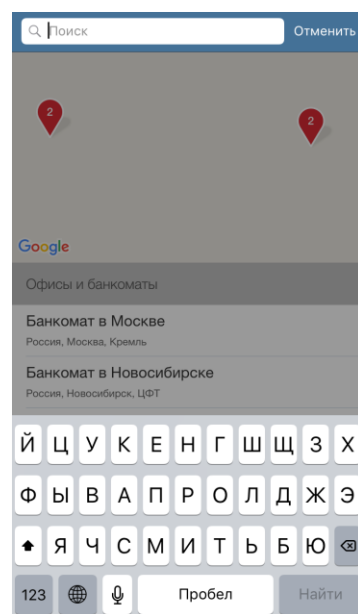 Поиск
Отменить
2
2
Google
Офисы и банкоматы
Банкомат в Москве
Россия, Москва, Кремль
Банкомат в Новосибирске
Россия, Новосибирск, ЦФТ
Й Ц У К Е Н Г Ш Щ З Х
Ф Ы В А П Р О Л Д Ж Э
Я Ч С М И Т Ь Б Ю
123 Пробел Найти